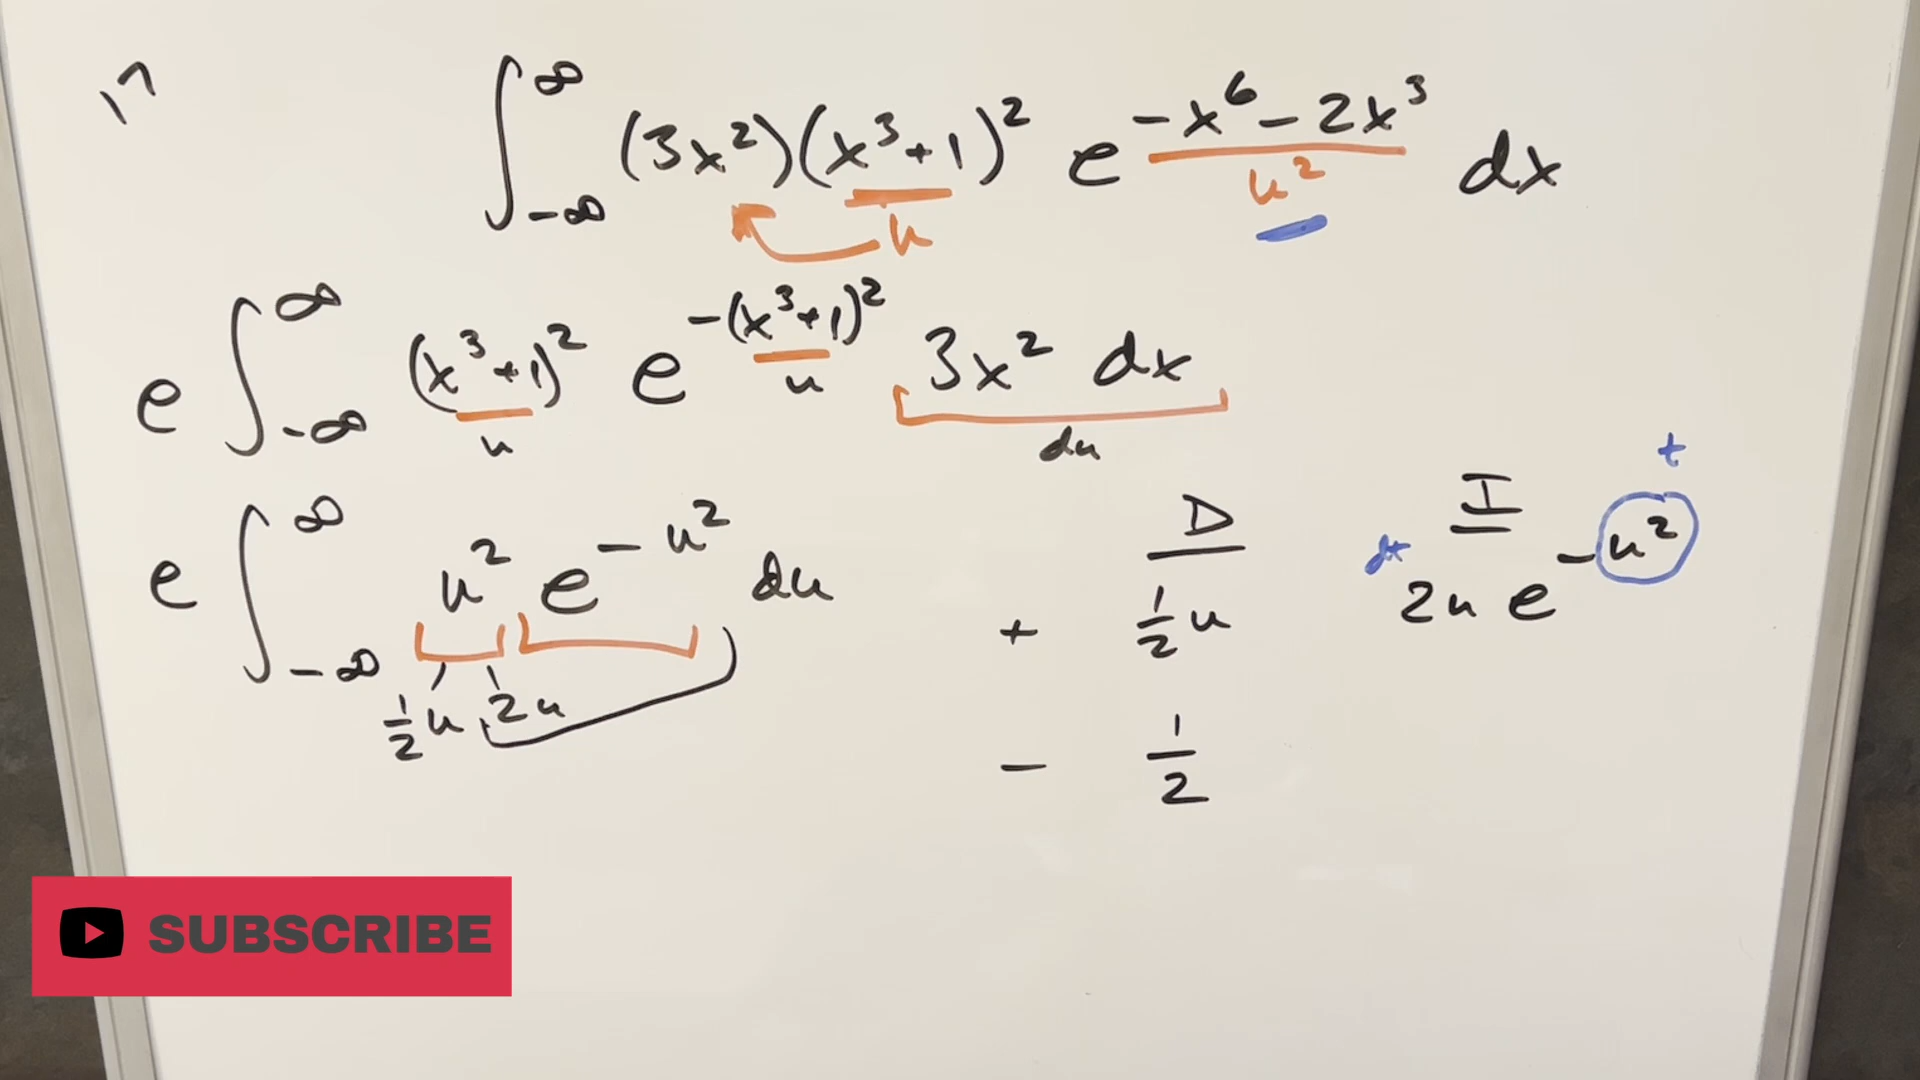 17
∫_{-∞}^{∞} (3x²)(x³+1)² e^{-x⁶-2x³} dx
u u²
e ∫_{-∞}^{∞} (x³+1)² e^{-(x³+1)²} 3x² dx
u u du
e ∫_{-∞}^{∞} u² e^{-u²} du
½u 2u
D I
t
dt
+ ½u 2u e^{-u²}
- ½
SUBSCRIBE